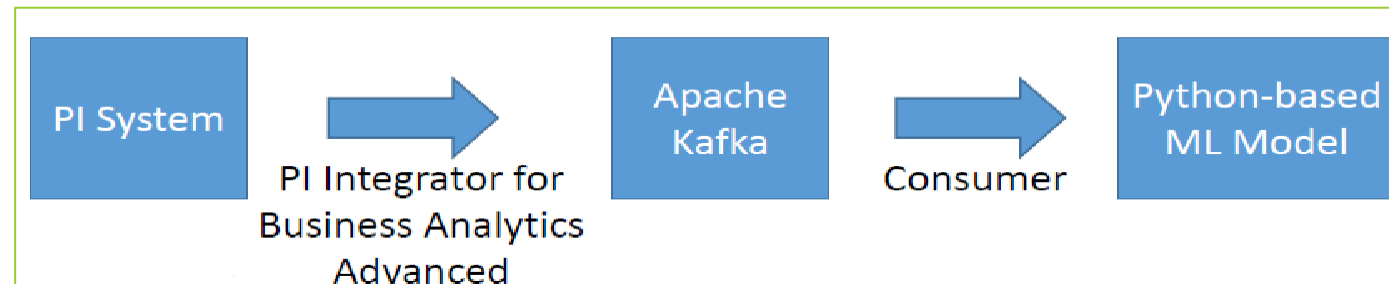 PI System
PI Integrator for
Business Analytics
Advanced
Apache
Kafka
Consumer
Python-based
ML Model